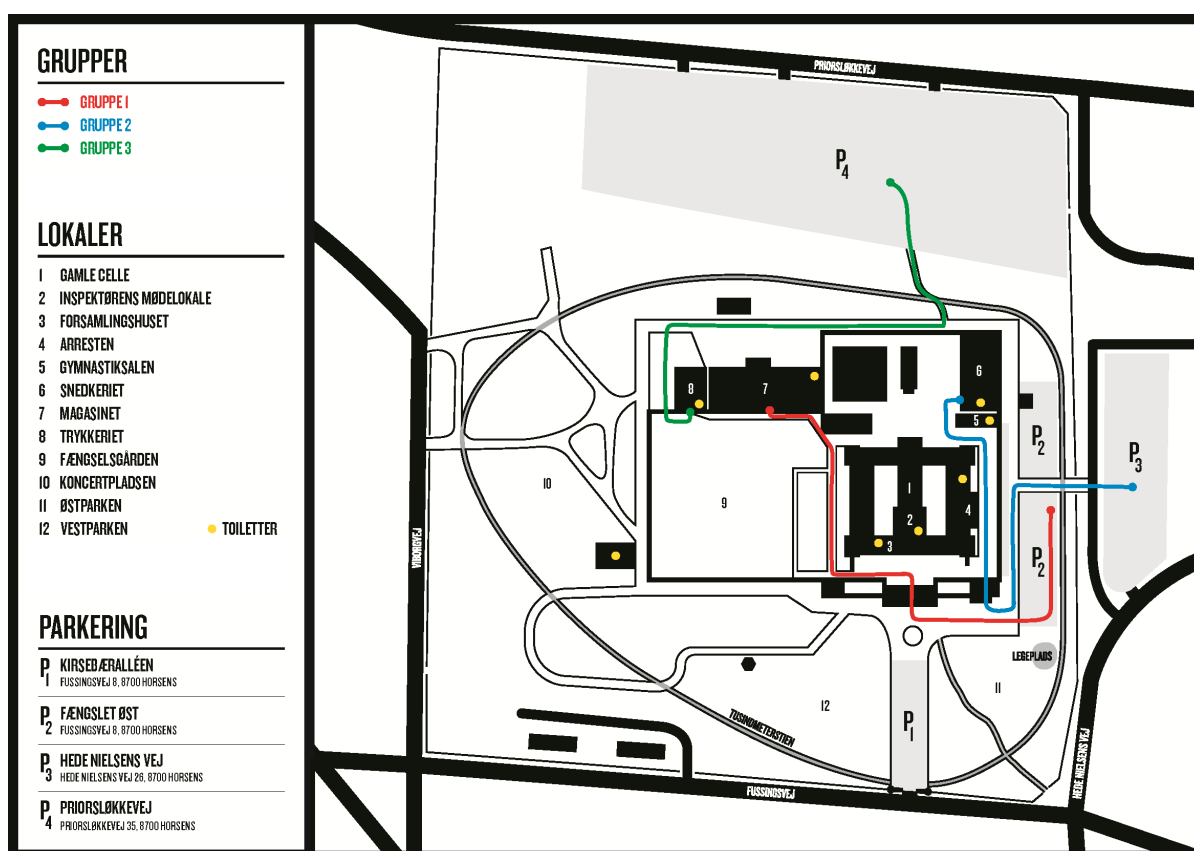 GRUPPER
GRUPPE 1
GRUPPE 2
GRUPPE 3
LOKALER
1 GAMLE CELLE
2 INSPEKTØRENS MØDELOKALE
3 FORSAMLINGSHUSET
4 ARRESTEN
5 GYMNASTIKSALEN
6 SNEDKERIET
7 MAGASINET
8 TRYKKERIET
9 FÆNGSELSGÅRDEN
10 KONCERTPLADSEN
11 ØSTPARKEN
12 VESTPARKEN
TOILETTER
PARKERING
P1 KIRSEBÆRALLÉEN
FUSSINGSVEJ 8, 8700 HORSENS
P2 FÆNGSLET ØST
FUSSINGSVEJ 8, 8700 HORSENS
P3 HEDE NIELSENS VEJ
HEDE NIELSENS VEJ 26, 8700 HORSENS
P4 PRIORSLØKKEVEJ
PRIORSLØKKEVEJ 35, 8700 HORSENS
PRIORSLØKKEVEJ
P4
6
8
7
5
P2
P3
10
9
1
4
2
3
VIBORGVEJ
P2
LEGEPLADS
11
12
P1
TUSINDMETERSTIEN
HEDE NIELSENS VEJ
FUSSINGSVEJ